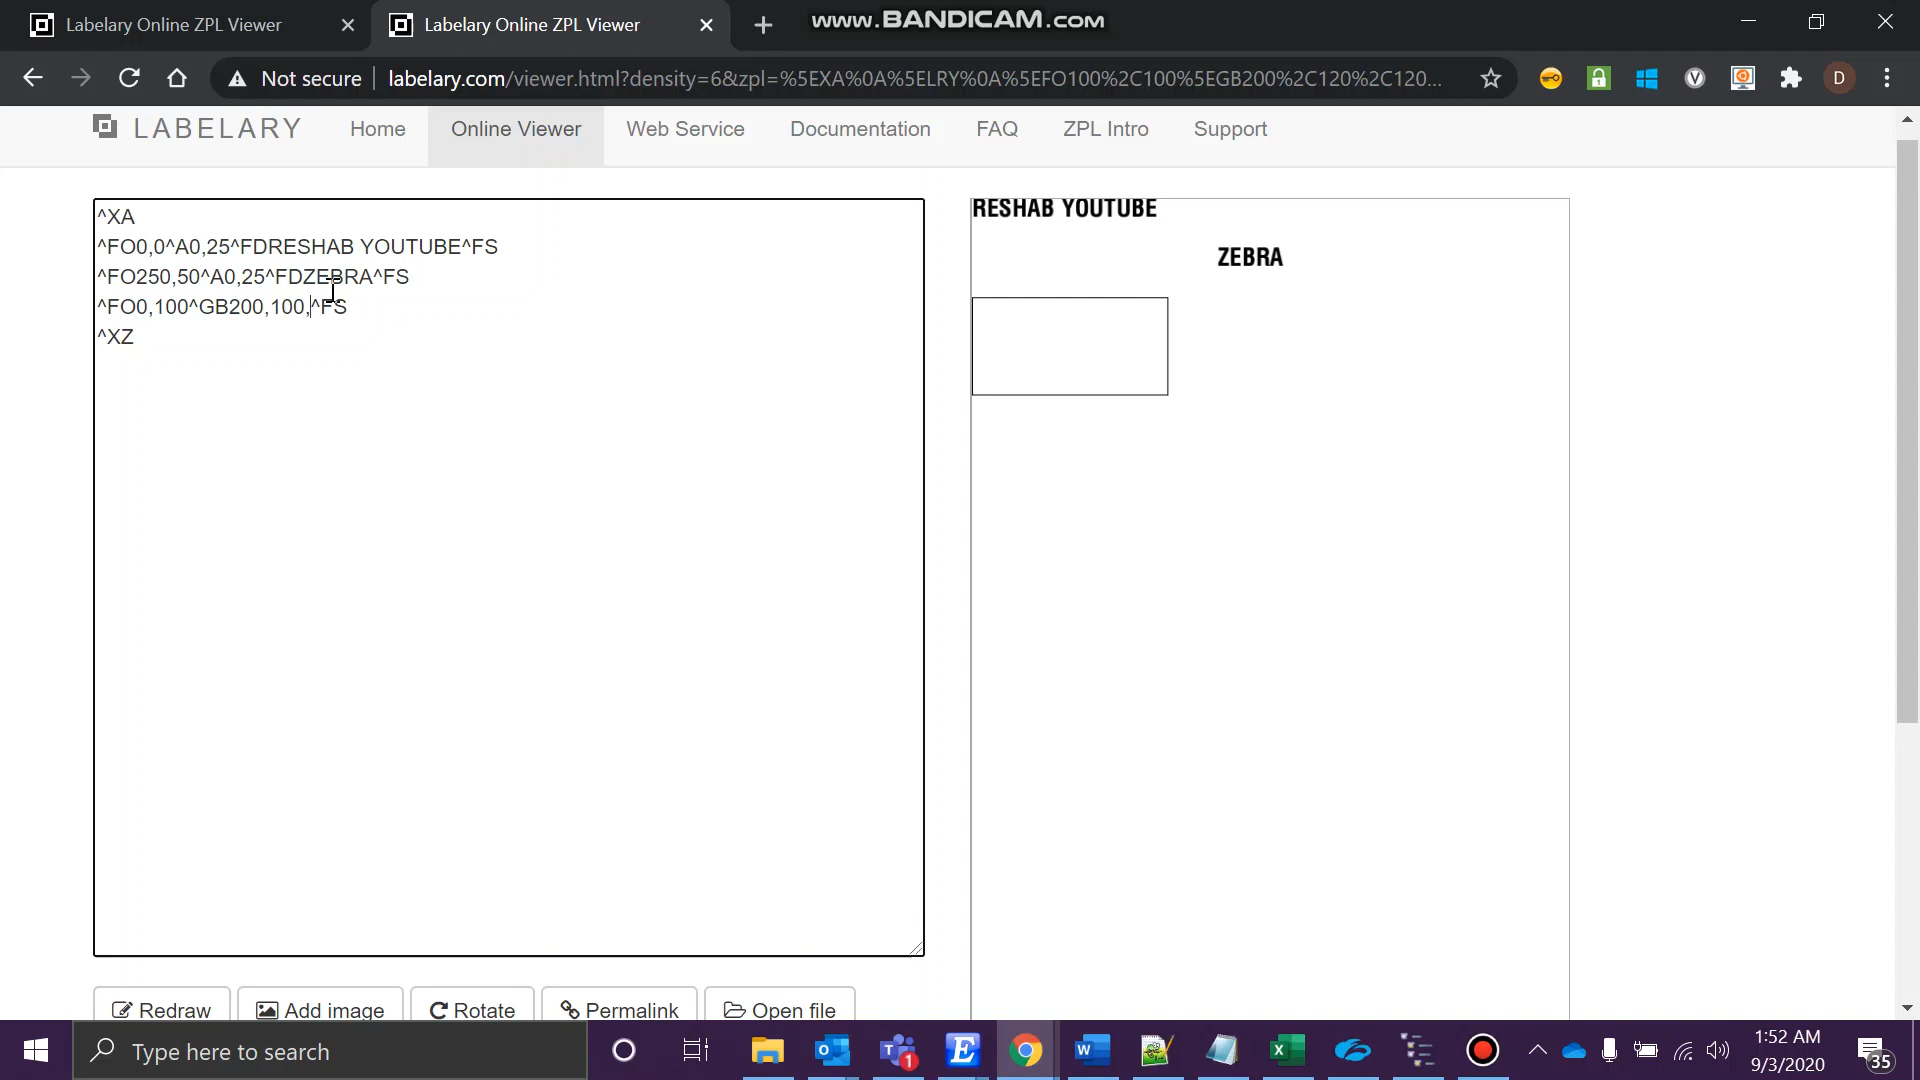 Labelary Online ZPL Viewer
Labelary Online ZPL Viewer
www.BANDICAM.com
Not secure
labelary.com/viewer.html?density=6&zpl=%5EXA%0A%5ELRY%0A%5EFO100%2C100%5EGB200%2C120%2C120...
D
LABELARY
Home
Online Viewer
Web Service
Documentation
FAQ
ZPL Intro
Support
^XA
^FO0,0^A0,25^FDRESHAB YOUTUBE^FS
^FO250,50^A0,25^FDZEBRA^FS
^FO0,100^GB200,100,^FS
^XZ
RESHAB YOUTUBE
ZEBRA
Redraw
Add image
Rotate
Permalink
Open file
Type here to search
1
1:52 AM
9/3/2020
35